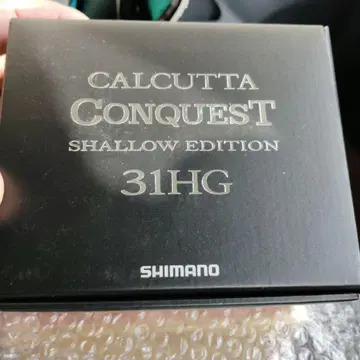 CALCUTTA
CONQUEST
SHALLOW EDITION
31HG
SHIMANO